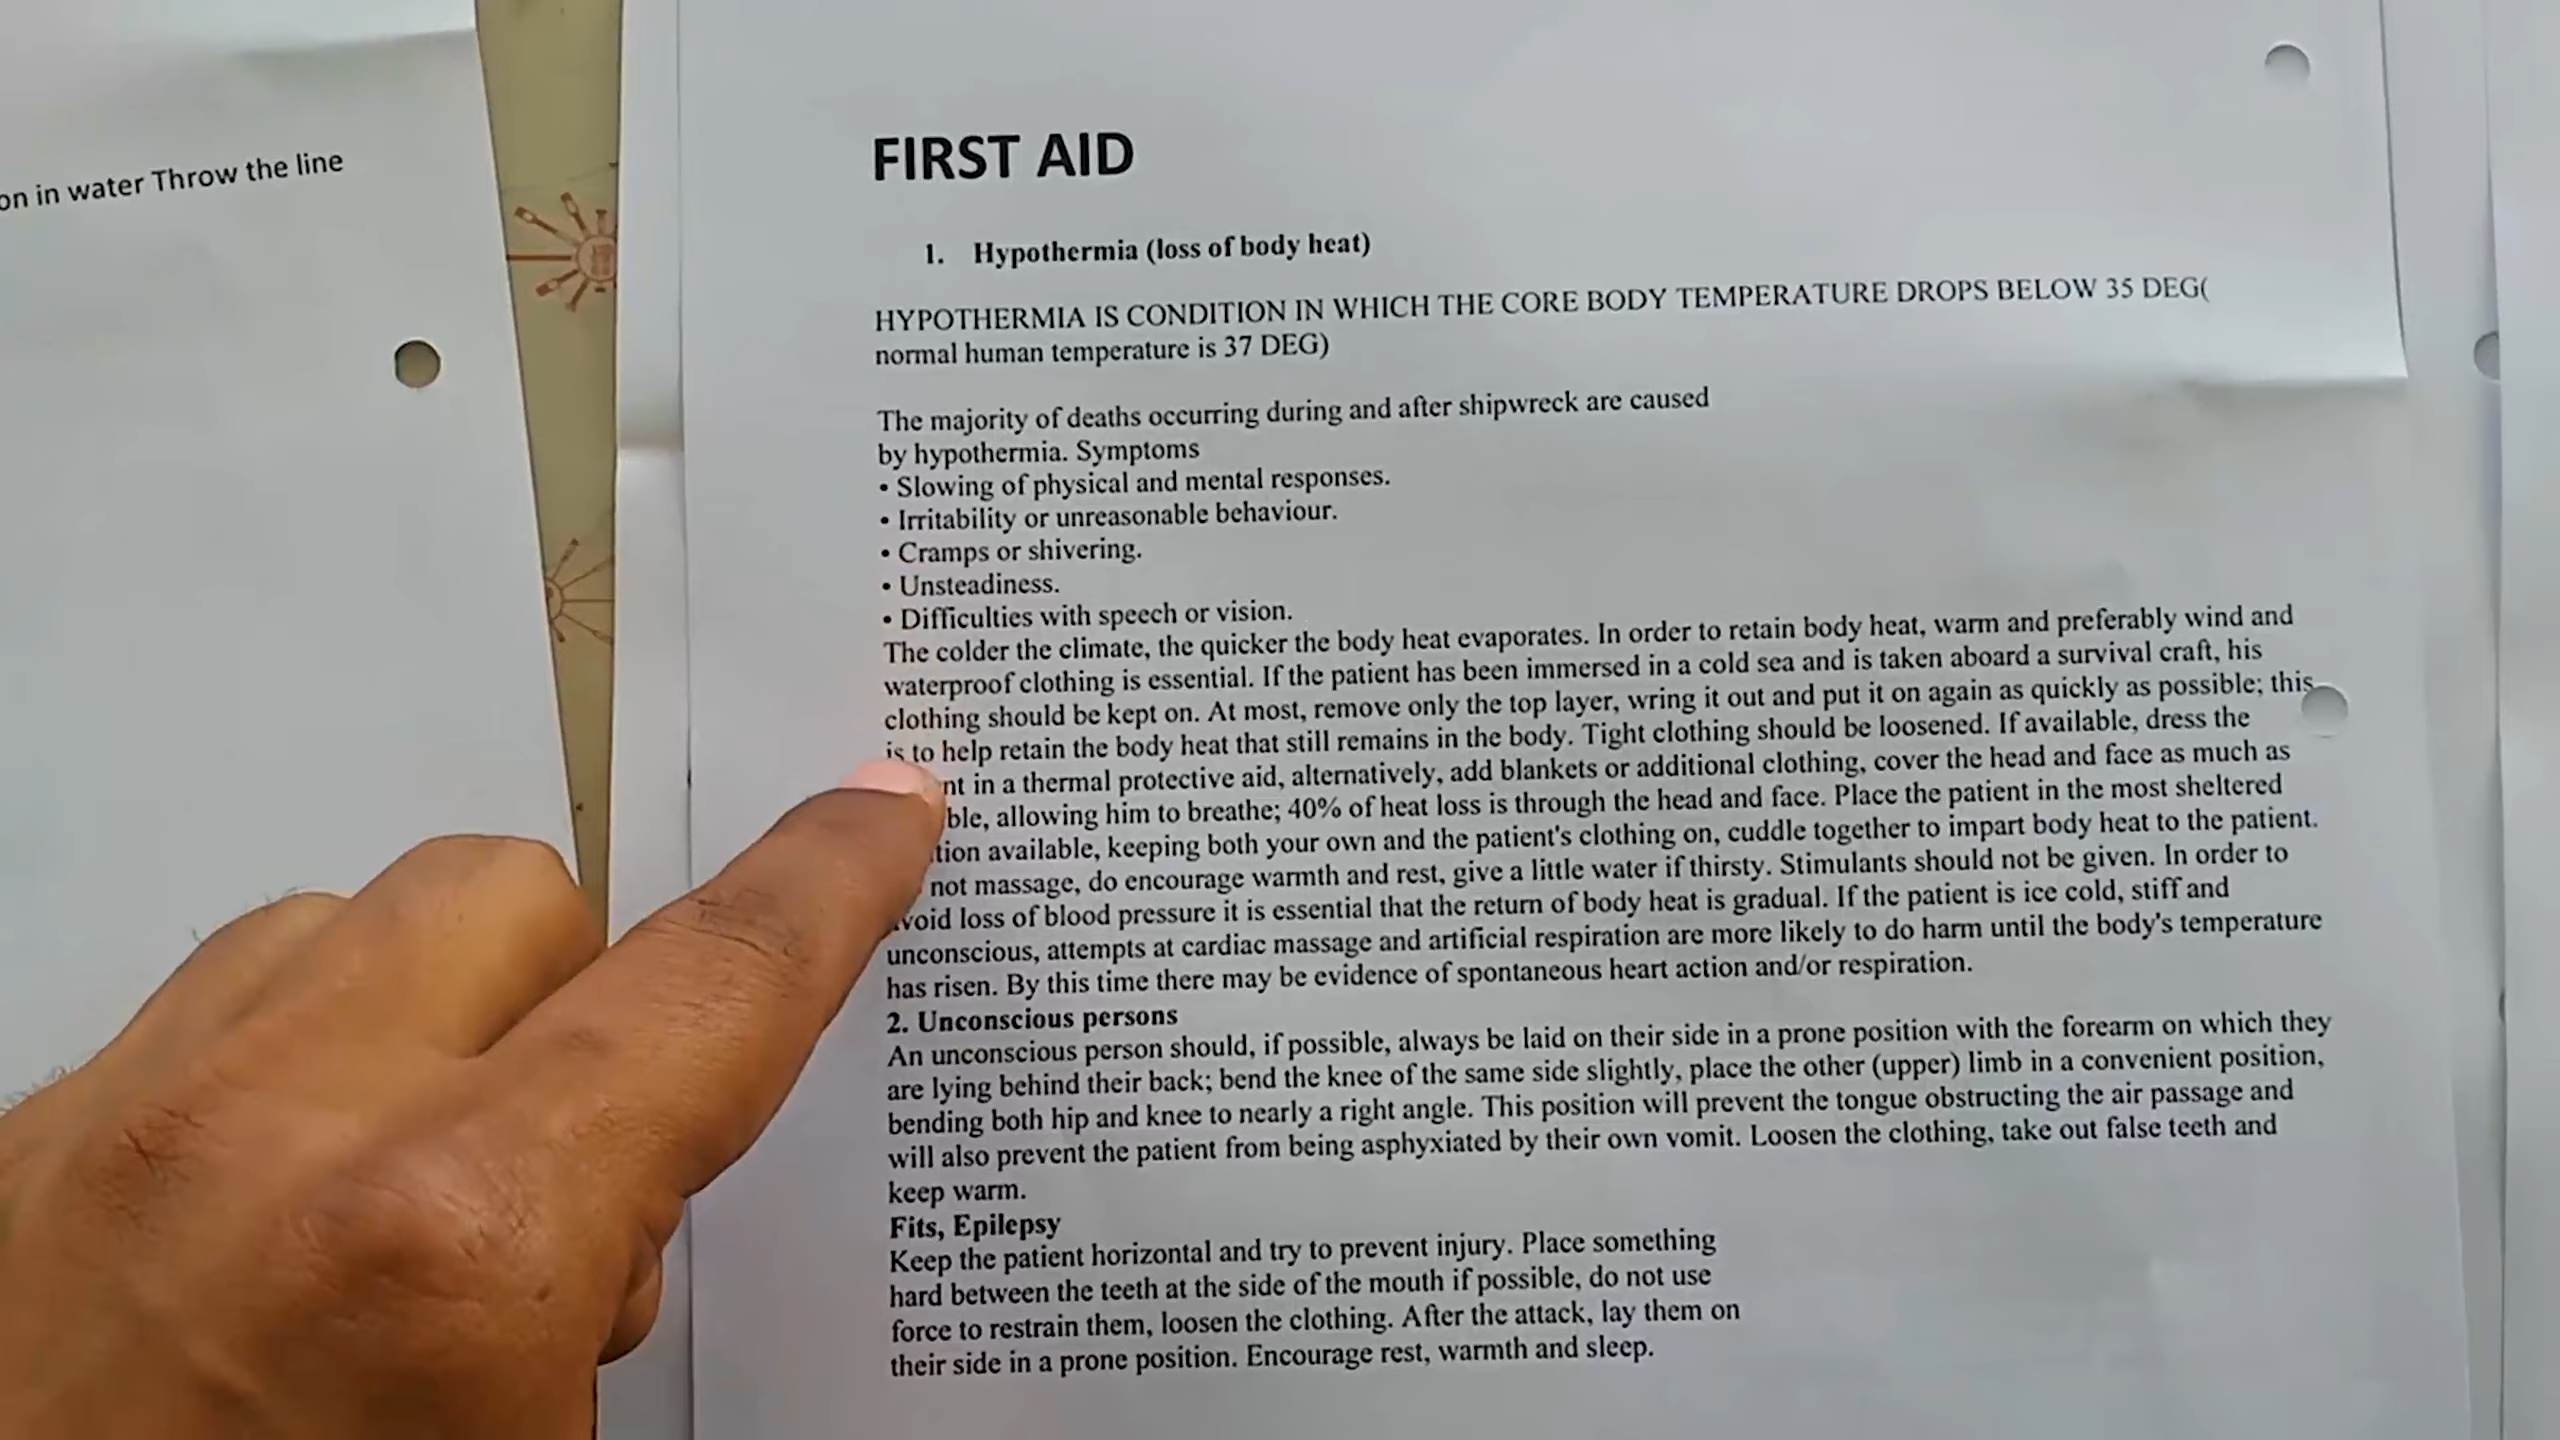 on in water Throw the line
FIRST AID
1. Hypothermia (loss of body heat)
HYPOTHERMIA IS CONDITION IN WHICH THE CORE BODY TEMPERATURE DROPS BELOW 35 DEG(
normal human temperature is 37 DEG)
The majority of deaths occurring during and after shipwreck are caused
by hypothermia. Symptoms
• Slowing of physical and mental responses.
• Irritability or unreasonable behaviour.
• Cramps or shivering.
• Unsteadiness.
• Difficulties with speech or vision.
The colder the climate, the quicker the body heat evaporates. In order to retain body heat, warm and preferably wind and
waterproof clothing is essential. If the patient has been immersed in a cold sea and is taken aboard a survival craft, his
clothing should be kept on. At most, remove only the top layer, wring it out and put it on again as quickly as possible; this
is to help retain the body heat that still remains in the body. Tight clothing should be loosened. If available, dress the
nt in a thermal protective aid, alternatively, add blankets or additional clothing, cover the head and face as much as
ble, allowing him to breathe; 40% of heat loss is through the head and face. Place the patient in the most sheltered
tion available, keeping both your own and the patient's clothing on, cuddle together to impart body heat to the patient.
not massage, do encourage warmth and rest, give a little water if thirsty. Stimulants should not be given. In order to
void loss of blood pressure it is essential that the return of body heat is gradual. If the patient is ice cold, stiff and
unconscious, attempts at cardiac massage and artificial respiration are more likely to do harm until the body's temperature
has risen. By this time there may be evidence of spontaneous heart action and/or respiration.
2. Unconscious persons
An unconscious person should, if possible, always be laid on their side in a prone position with the forearm on which they
are lying behind their back; bend the knee of the same side slightly, place the other (upper) limb in a convenient position,
bending both hip and knee to nearly a right angle. This position will prevent the tongue obstructing the air passage and
will also prevent the patient from being asphyxiated by their own vomit. Loosen the clothing, take out false teeth and
keep warm.
Fits, Epilepsy
Keep the patient horizontal and try to prevent injury. Place something
hard between the teeth at the side of the mouth if possible, do not use
force to restrain them, loosen the clothing. After the attack, lay them on
their side in a prone position. Encourage rest, warmth and sleep.